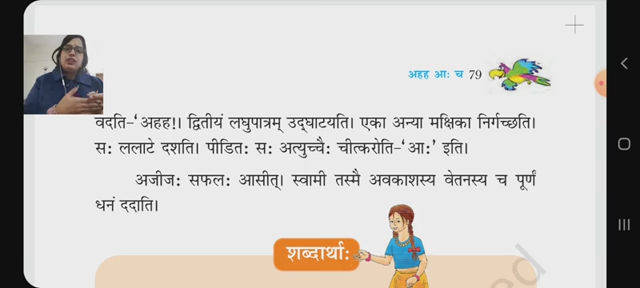 अहह आः च 79
वदति-‘अहह!। द्वितीयं लघुपात्रम् उद्घाटयति। एका अन्या मक्षिका निर्गच्छति।
सः ललाटे दशति। पीडितः सः अत्युच्चैः चीत्करोति-‘आः’ इति।
अजीजः सफलः आसीत्। स्वामी तस्मै अवकाशस्य वेतनस्य च पूर्णं
धनं ददाति।
शब्दार्थाः